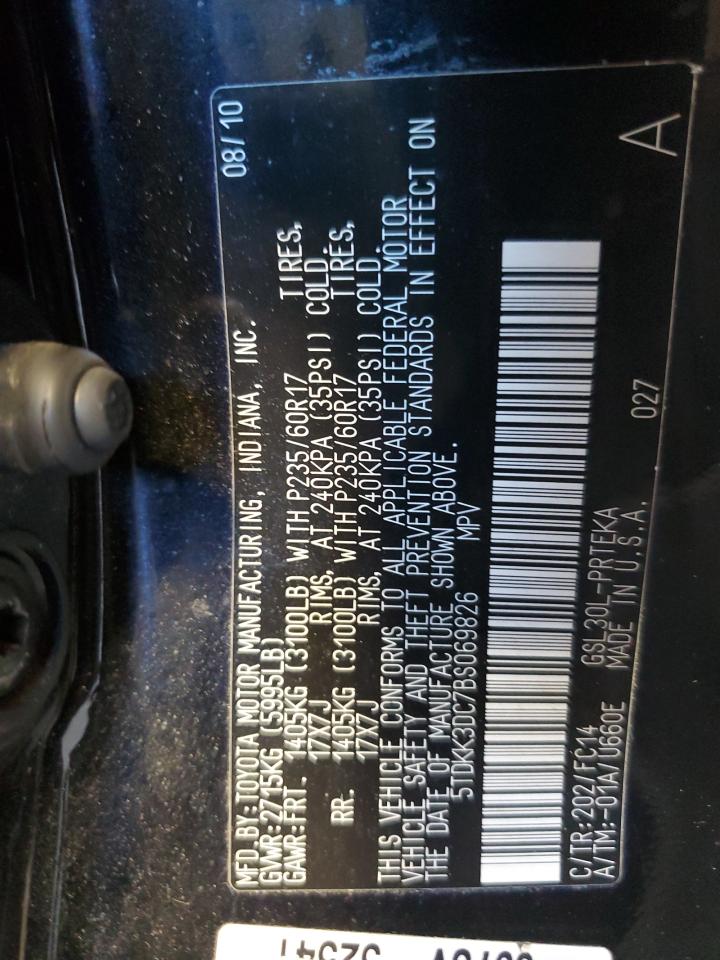 MFD.BY:TOYOTA MOTOR MANUFACTURING, INDIANA, INC. 08/10
GVWR:2715KG (5995LB)
GAWR:FRT. 1405KG (3100LB) WITH P235/60R17 TIRES,
17X7J RIMS, AT 240KPA (35PSI) COLD.
RR. 1405KG (3100LB) WITH P235/60R17 TIRES,
17X7J RIMS, AT 240KPA (35PSI) COLD.
THIS VEHICLE CONFORMS TO ALL APPLICABLE FEDERAL MOTOR
VEHICLE SAFETY AND THEFT PREVENTION STANDARDS IN EFFECT ON
THE DATE OF MANUFACTURE SHOWN ABOVE.
5TDKK3DC7BS069826 MPV
C/TR:202/FC14 GSL30L-PRTEKA 027 A
A/TM:-01A/U660E MADE IN U.S.A.